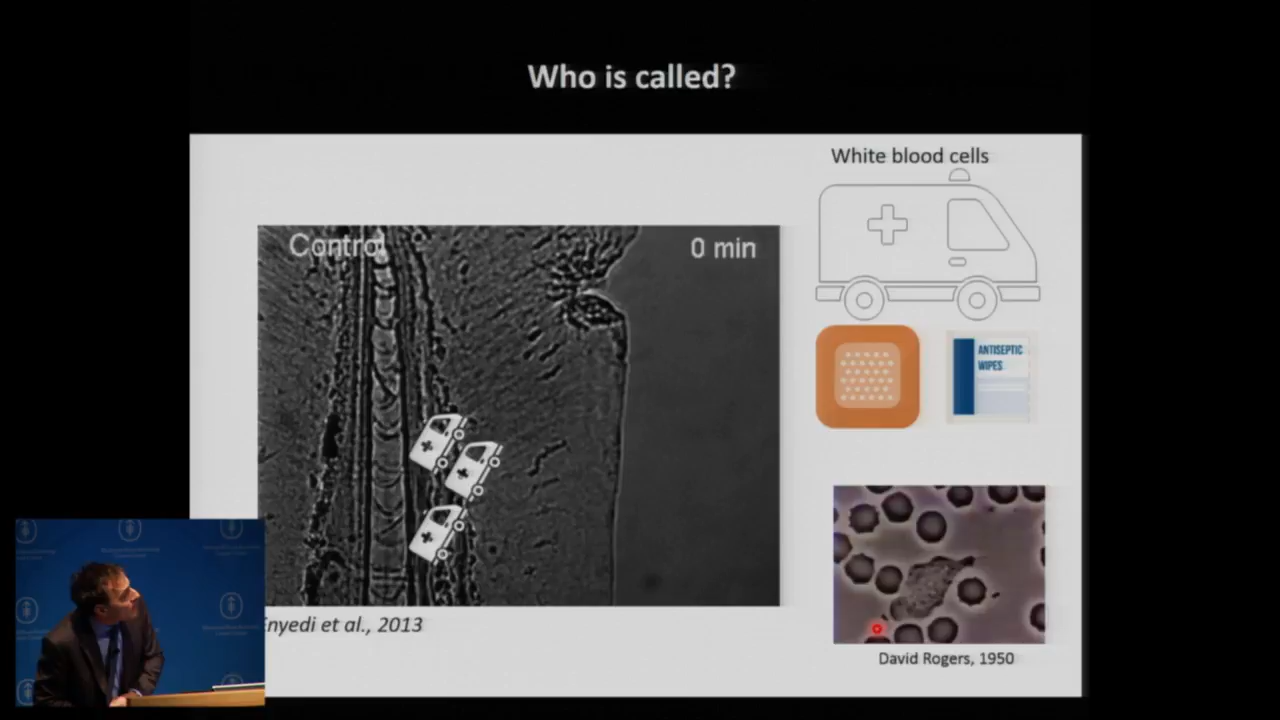 Who is called?
White blood cells
Control
0 min
ANTISEPTIC
WIPES
nyedi et al., 2013
David Rogers, 1950